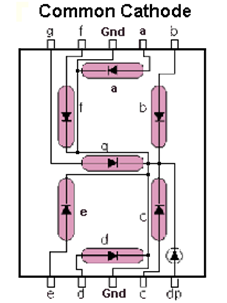 Common Cathode
g f Gnd a b
a
f b
g
e c
d
e d Gnd c dp